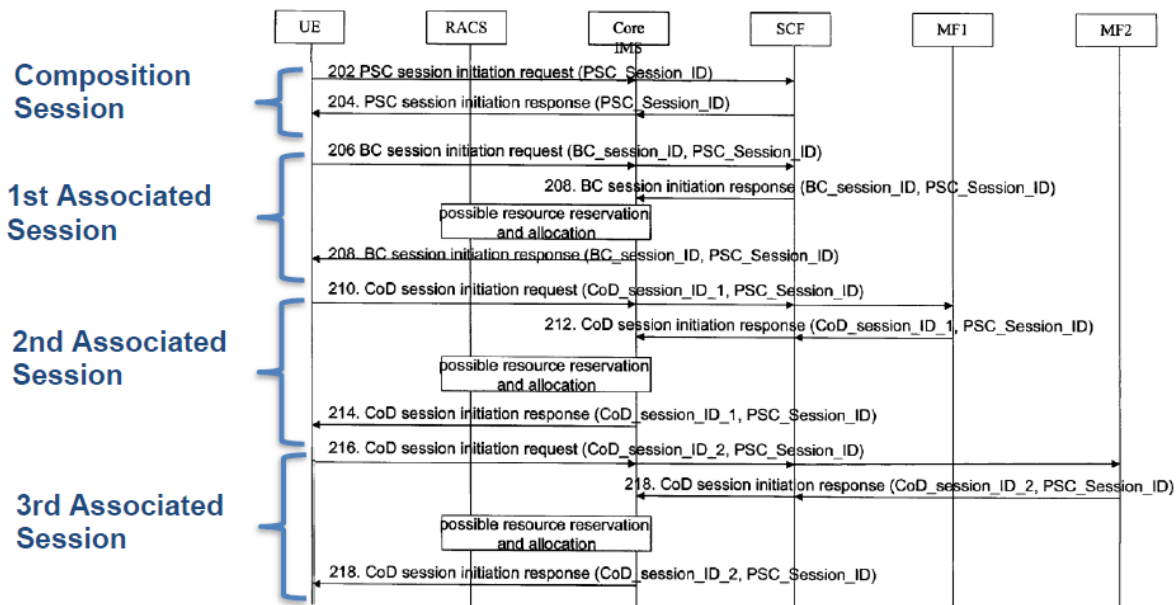 UE
RACS
Core
IMS
SCF
MF1
MF2
Composition
Session
202 PSC session initiation request (PSC_Session_ID)
204. PSC session initiation response (PSC_Session_ID)
1st Associated
Session
206 BC session initiation request (BC_session_ID, PSC_Session_ID)
208. BC session initiation response (BC_session_ID, PSC_Session_ID)
possible resource reservation
and allocation
208. BC session initiation response (BC_session_ID, PSC_Session_ID)
2nd Associated
Session
210. CoD session initiation request (CoD_session_ID_1, PSC_Session_ID)
212. CoD session initiation response (CoD_session_ID_1, PSC_Session_ID)
possible resource reservation
and allocation
214. CoD session initiation response (CoD_session_ID_1, PSC_Session_ID)
3rd Associated
Session
216. CoD session initiation request (CoD_session_ID_2, PSC_Session_ID)
218. CoD session initiation response (CoD_session_ID_2, PSC_Session_ID)
possible resource reservation
and allocation
218. CoD session initiation response (CoD_session_ID_2, PSC_Session_ID)